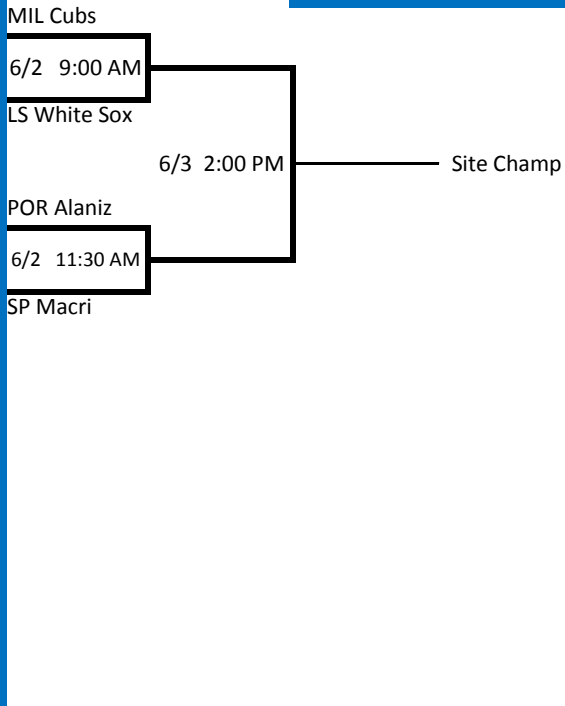 MIL Cubs
6/2 9:00 AM
LS White Sox
6/3 2:00 PM
Site Champ
POR Alaniz
6/2 11:30 AM
SP Macri